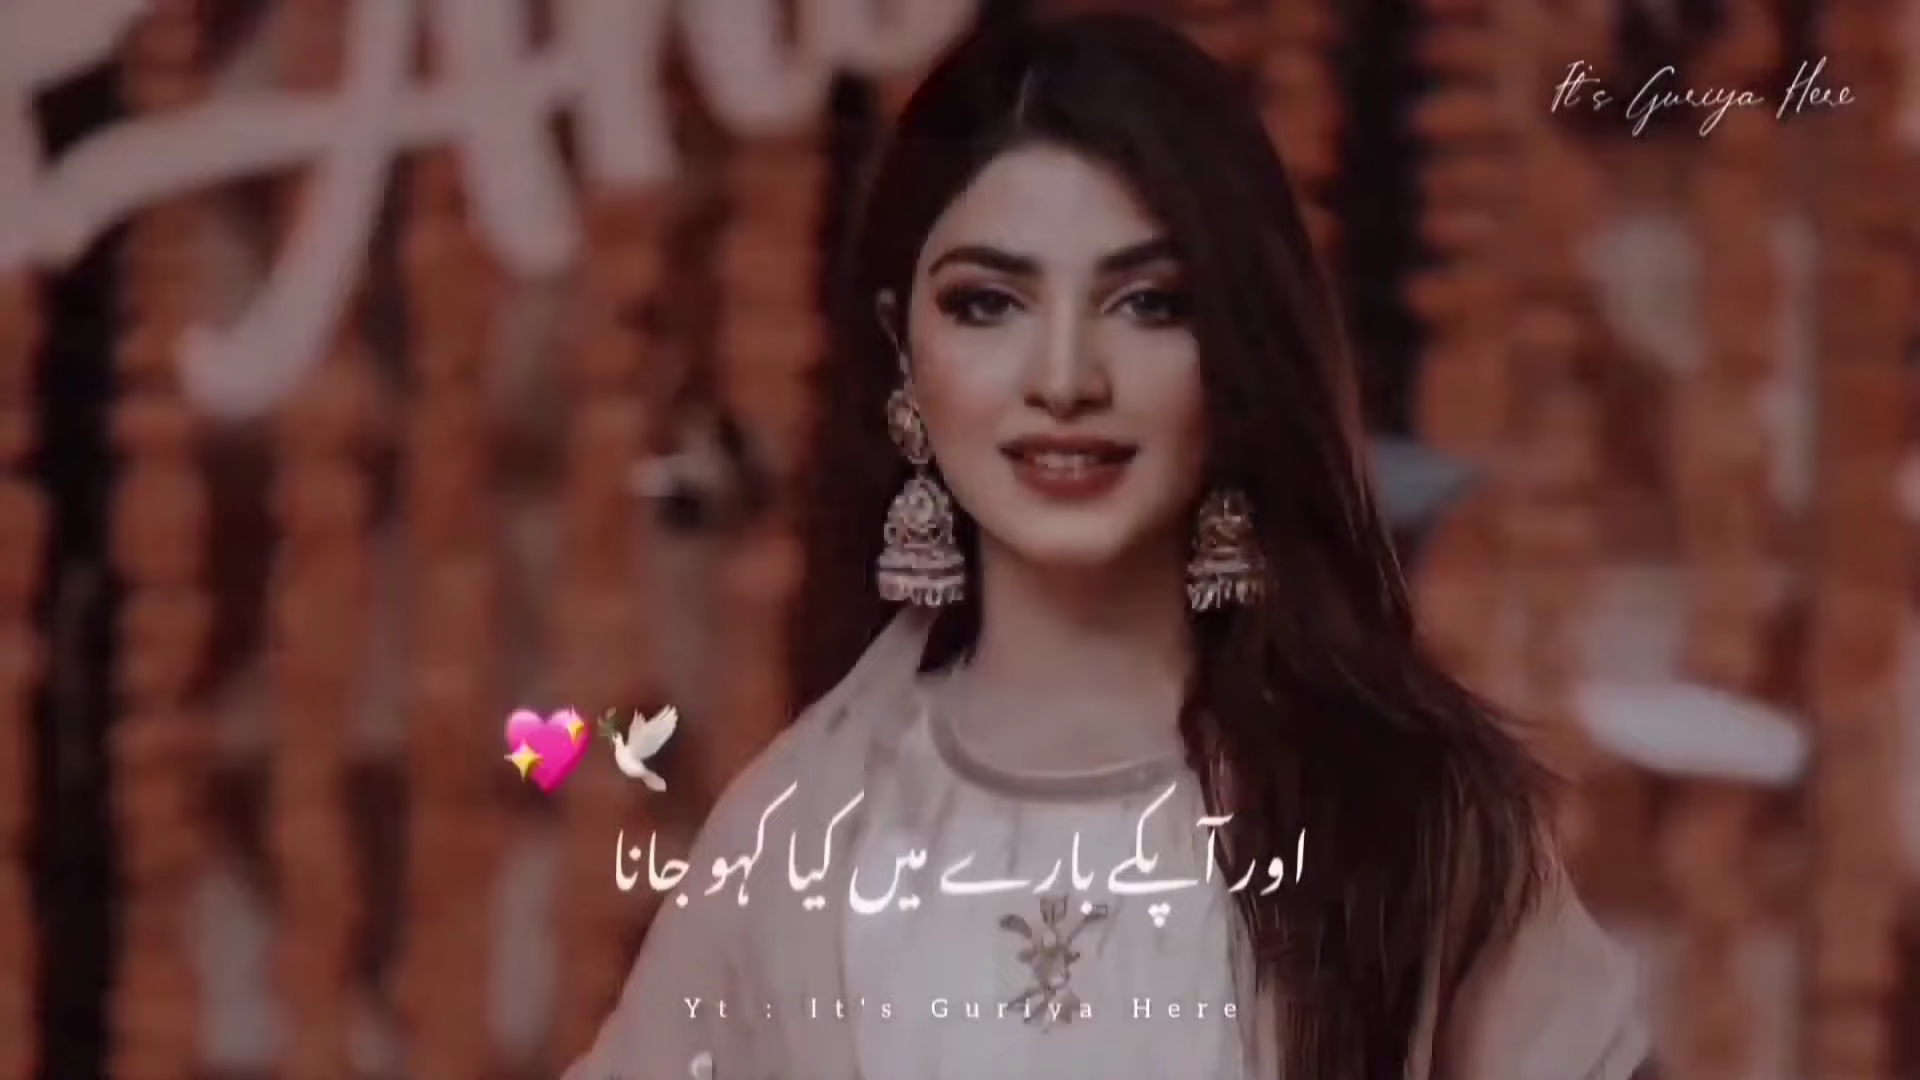 It's Guriya Here
💖🕊️
اور آپکے بارے میں کیا کہو جانا
Yt : It's Guriya Here